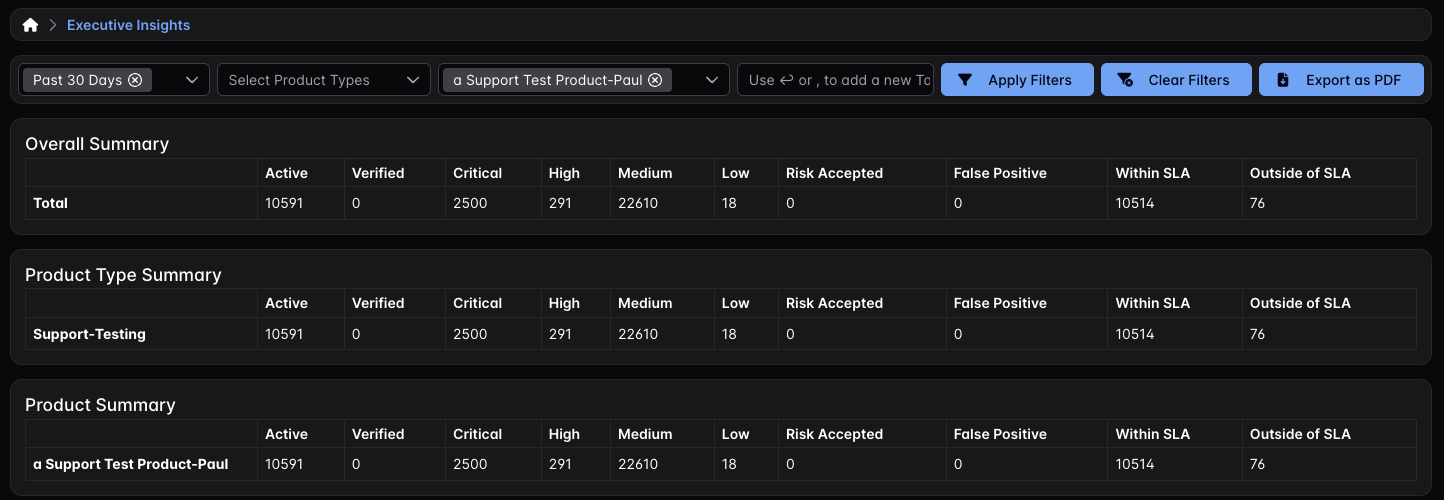 Executive Insights
Past 30 Days Select Product Types a Support Test Product-Paul Use ↩ or , to add a new Ta Apply Filters Clear Filters Export as PDF
Overall Summary
Active Verified Critical High Medium Low Risk Accepted False Positive Within SLA Outside of SLA
Total 10591 0 2500 291 22610 18 0 0 10514 76
Product Type Summary
Active Verified Critical High Medium Low Risk Accepted False Positive Within SLA Outside of SLA
Support-Testing 10591 0 2500 291 22610 18 0 0 10514 76
Product Summary
Active Verified Critical High Medium Low Risk Accepted False Positive Within SLA Outside of SLA
a Support Test Product-Paul 10591 0 2500 291 22610 18 0 0 10514 76